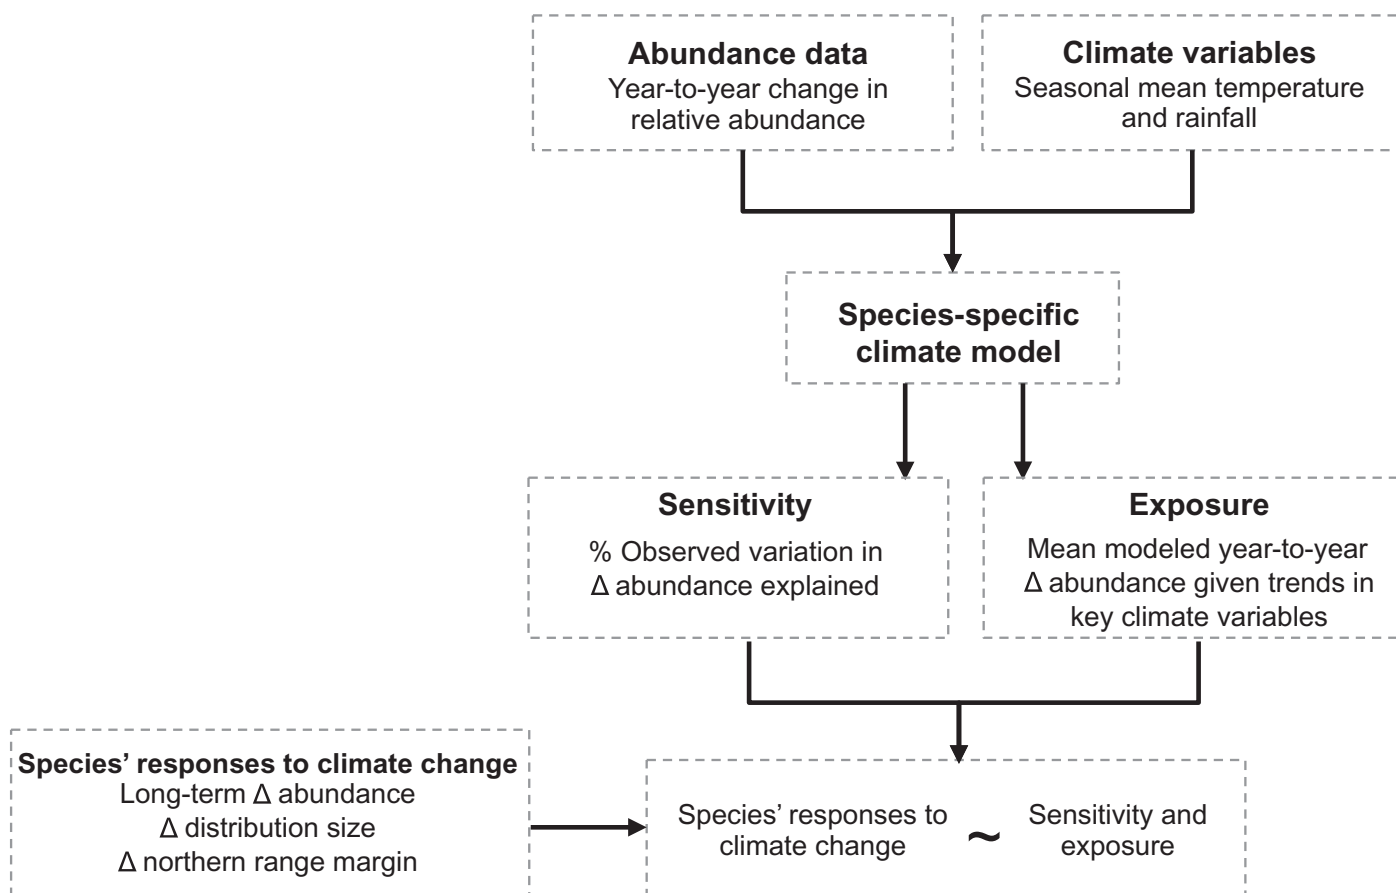 Abundance data
Year-to-year change in
relative abundance
Climate variables
Seasonal mean temperature
and rainfall
Species-specific
climate model
Sensitivity
% Observed variation in
Δ abundance explained
Exposure
Mean modeled year-to-year
Δ abundance given trends in
key climate variables
Species’ responses to climate change
Long-term Δ abundance
Δ distribution size
Δ northern range margin
Species’ responses to
climate change
~
Sensitivity and
exposure